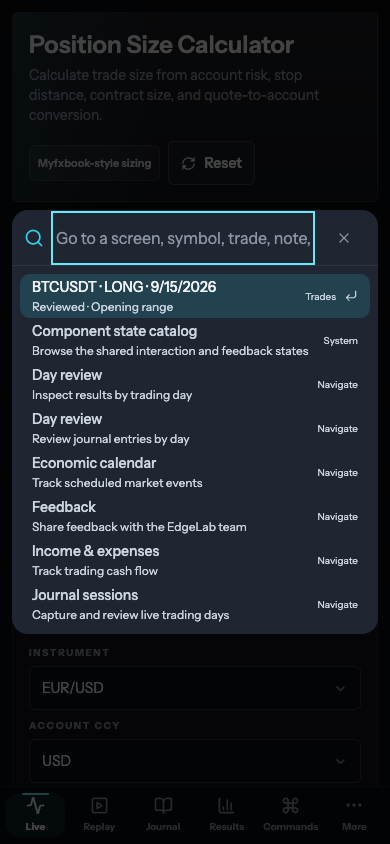 Position Size Calculator
Calculate trade size from account risk, stop
distance, contract size, and quote-to-account
conversion.
Myfxbook-style sizing
Reset
Go to a screen, symbol, trade, note,
BTCUSDT · LONG · 9/15/2026
Reviewed · Opening range
Trades
Component state catalog
Browse the shared interaction and feedback states
System
Day review
Inspect results by trading day
Navigate
Day review
Review journal entries by day
Navigate
Economic calendar
Track scheduled market events
Navigate
Feedback
Share feedback with the EdgeLab team
Navigate
Income & expenses
Track trading cash flow
Navigate
Journal sessions
Capture and review live trading days
Navigate
INSTRUMENT
EUR/USD
ACCOUNT CCY
USD
Live
Replay
Journal
Results
Commands
More